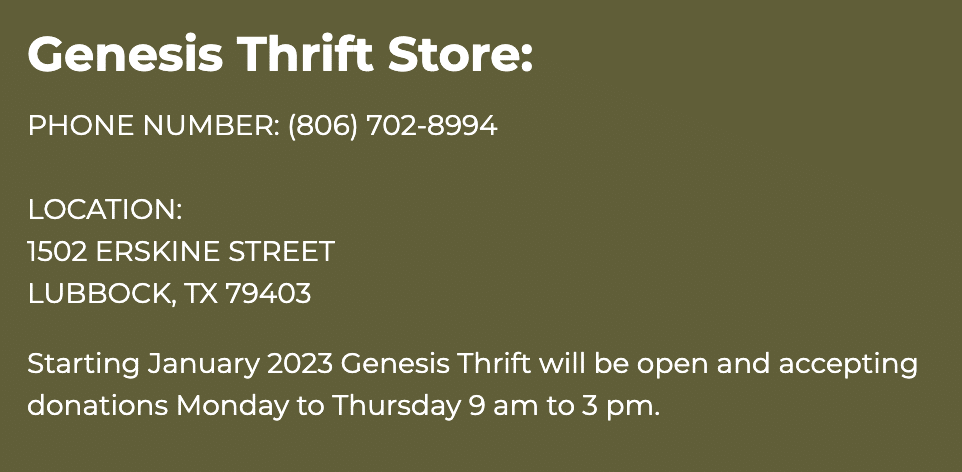 Genesis Thrift Store:
PHONE NUMBER: (806) 702-8994
LOCATION:
1502 ERSKINE STREET
LUBBOCK, TX 79403
Starting January 2023 Genesis Thrift will be open and accepting
donations Monday to Thursday 9 am to 3 pm.